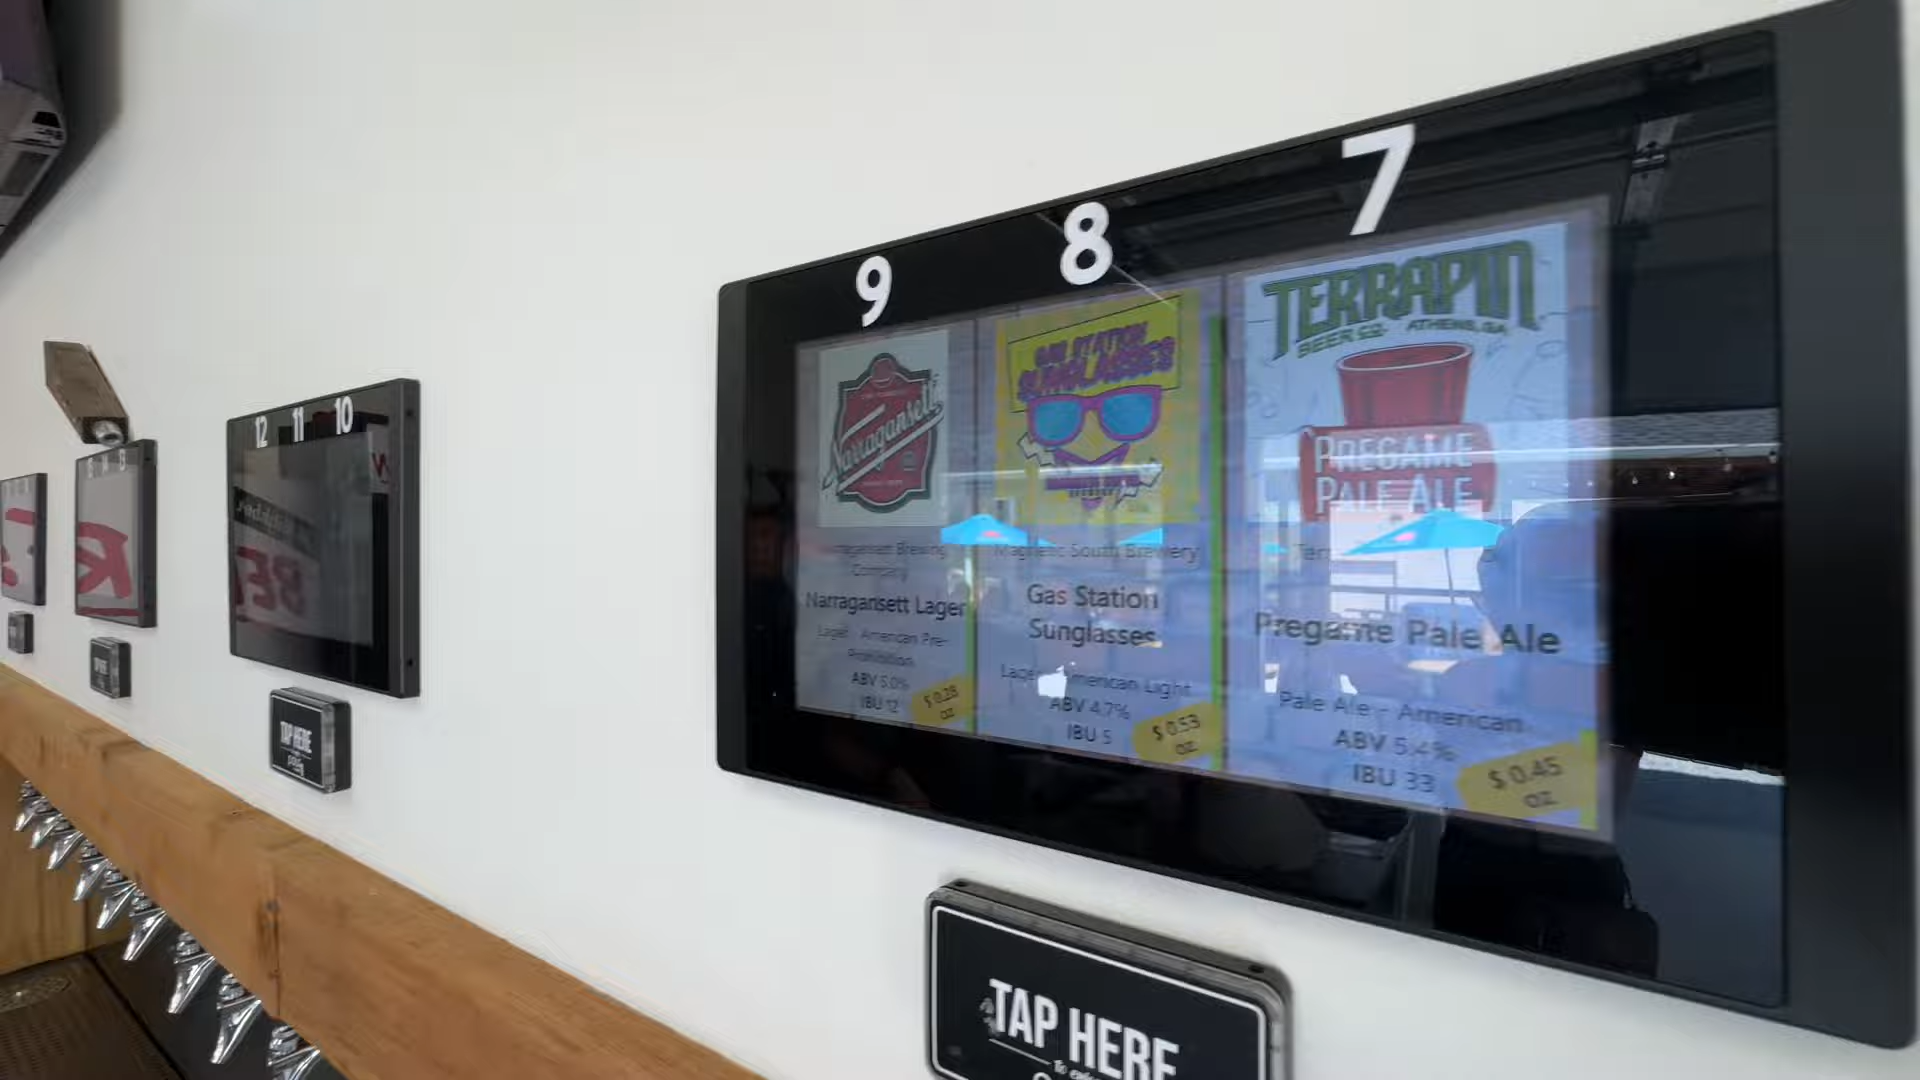 9
8
7
Narragansett
GAS STATION
SUNGLASSES
TERRAPIN
BEER CO. ATHENS, GA
PREGAME
PALE ALE
Narragansett Brewing
Company
Narragansett Lager
Lager - American Pre-
Prohibition
ABV 5.0%
IBU 12
$ 0.28
oz
Magnetic South Brewery
Gas Station
Sunglasses
Lager - American Light
ABV 4.7%
IBU 5
$ 0.53
oz
Pregame Pale Ale
Pale Ale - American
ABV 5.4%
IBU 33
$ 0.45
oz
12 11 10
TAP HERE
TAP HERE